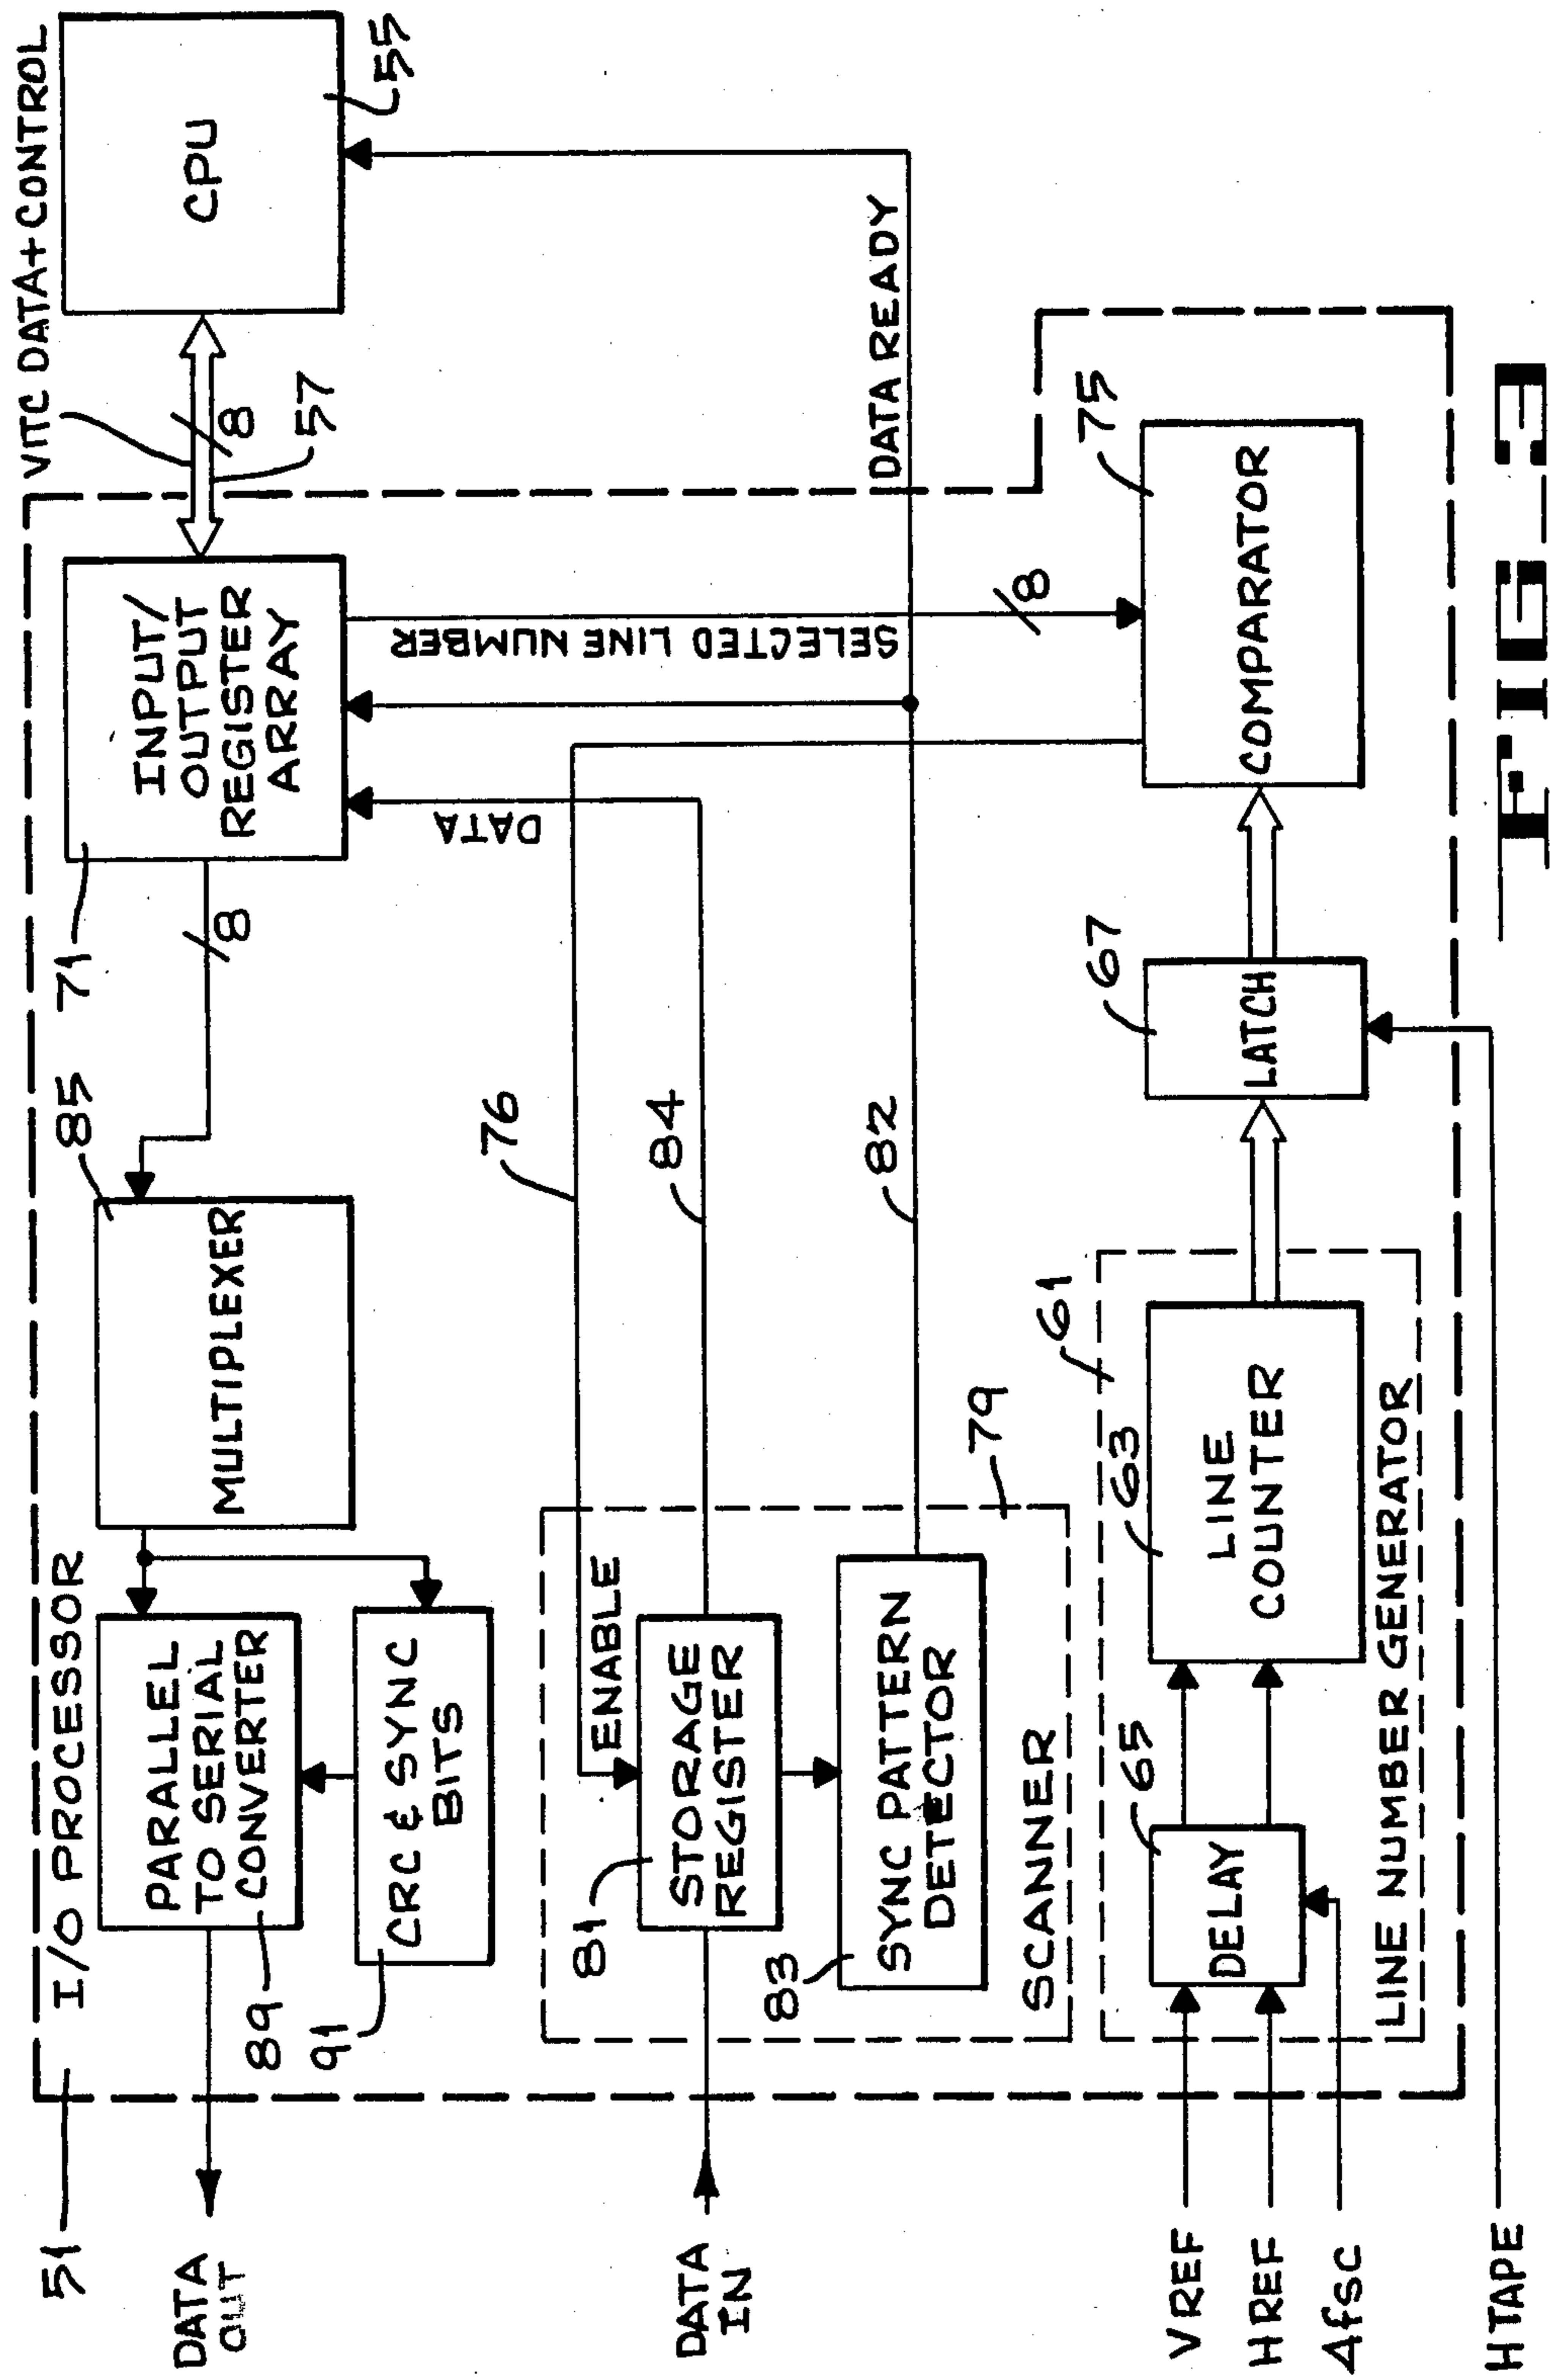 51
I/O PROCESSOR
VITC DATA+CONTROL
DATA
OUT
PARALLEL
TO SERIAL
CONVERTER
89
91
CRC & SYNC
BITS
MULTIPLEXER
85
8
71
INPUT/
OUTPUT
REGISTER
ARRAY
8
57
CPU
55
DATA
SELECTED LINE NUMBER
8
DATA READY
76
84
82
ENABLE
DATA
IN
81
STORAGE
REGISTER
83
SYNC PATTERN
DETECTOR
SCANNER
79
61
VREF
HREF
4fsc
65
DELAY
63
LINE
COUNTER
LINE NUMBER GENERATOR
67
LATCH
75
COMPARATOR
HTAPE
FIG_3